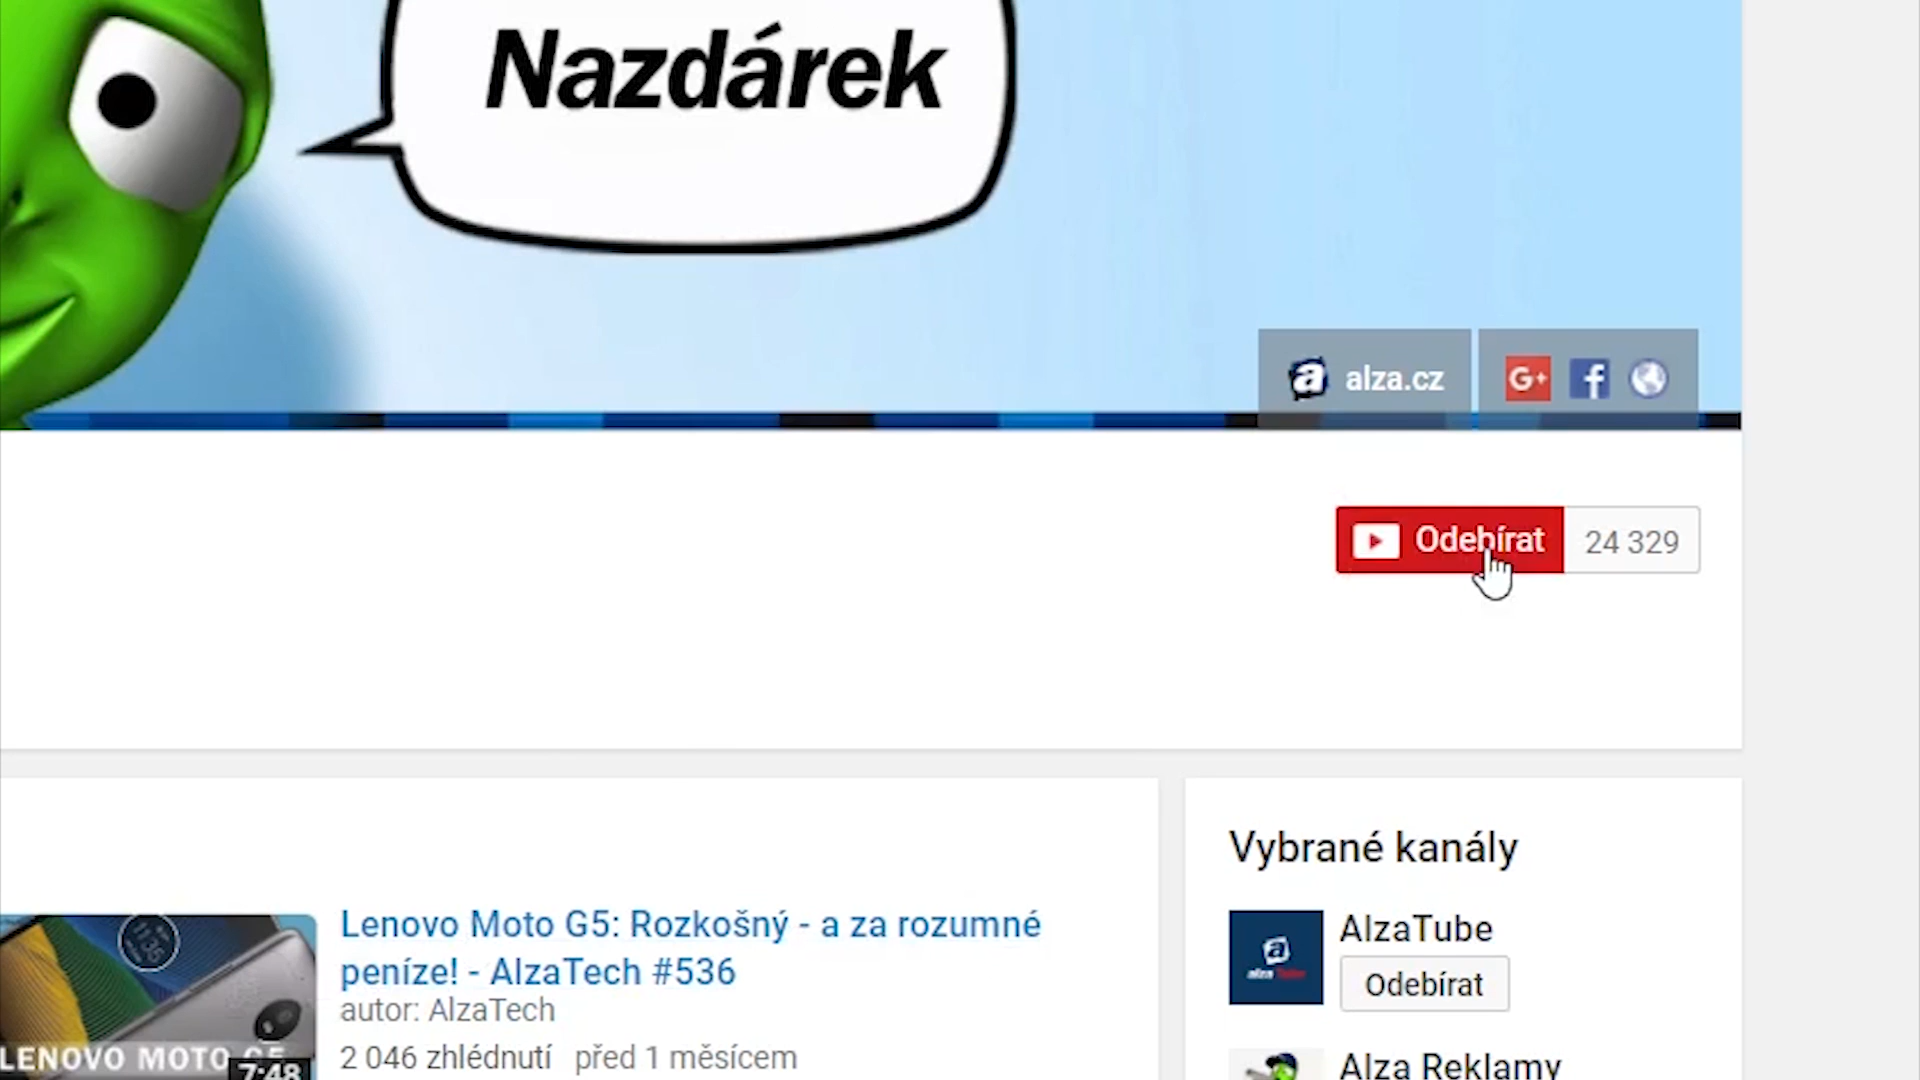 Nazdárek
alza.cz
G+
Odebírat
24 329
Vybrané kanály
Lenovo Moto G5: Rozkošný - a za rozumné
peníze! - AlzaTech #536
autor: AlzaTech
2 046 zhlédnutí před 1 měsícem
LENOVO MOTO G5
7:48
AlzaTube
Odebírat
Alza Reklamy